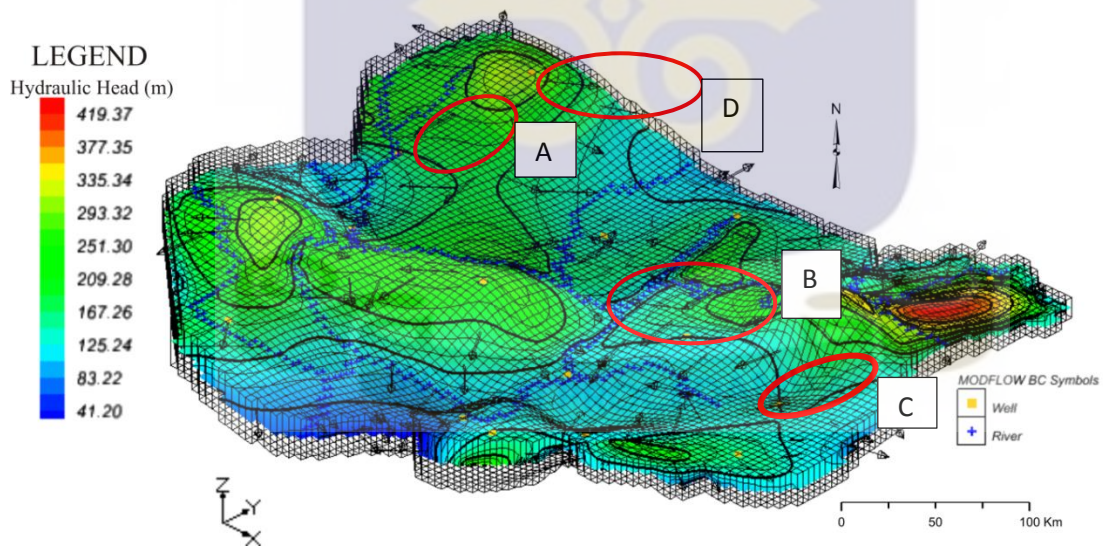 LEGEND
Hydraulic Head (m)
419.37
377.35
335.34
293.32
251.30
209.28
167.26
125.24
83.22
41.20
D
A
N
B
C
MODFLOW BC Symbols
Well
River
Z
Y
X
0 50 100 Km